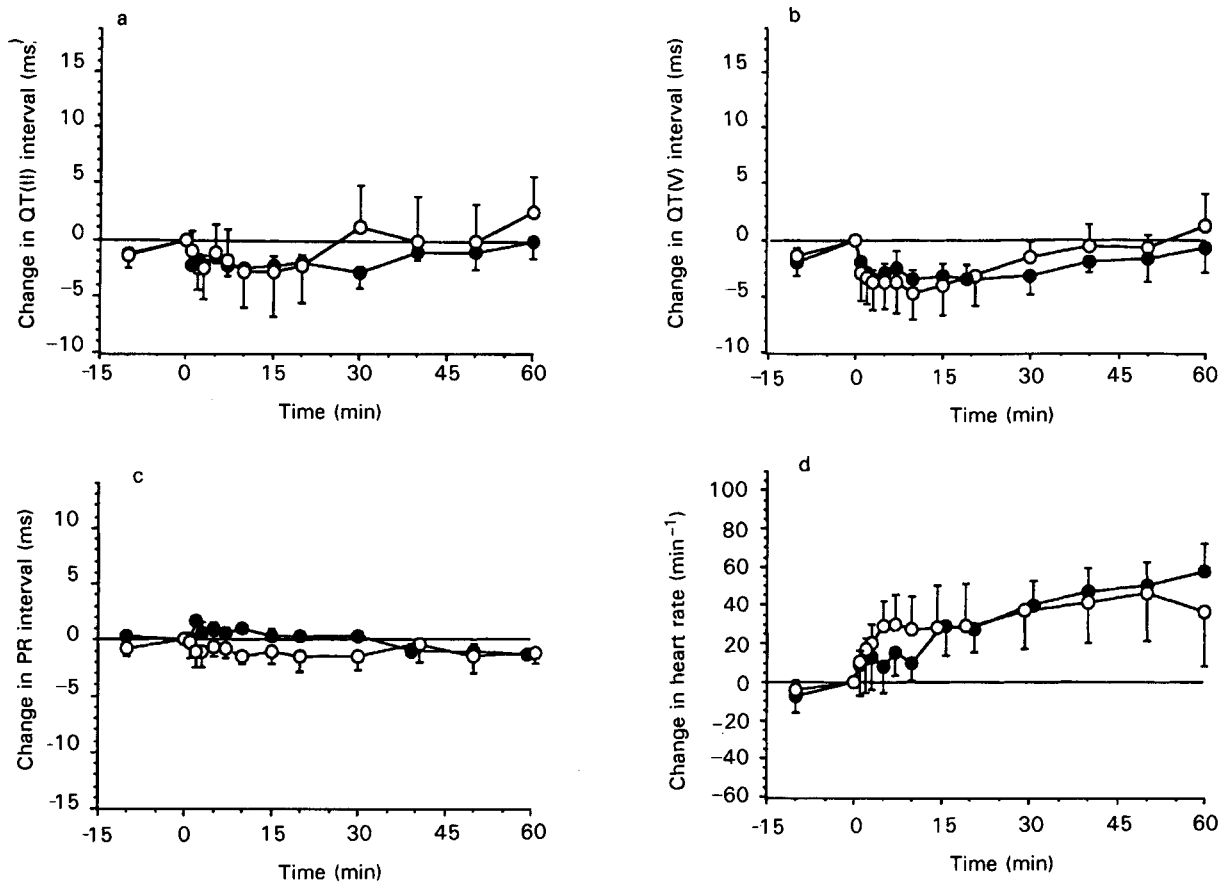 a
Change in QT(II) interval (ms)
15
10
5
0
−5
−10
−15 0 15 30 45 60
Time (min)
b
Change in QT(V) interval (ms)
15
10
5
0
−5
−10
−15 0 15 30 45 60
Time (min)
c
Change in PR interval (ms)
10
5
0
-5
-10
-15
-15 0 15 30 45 60
Time (min)
d
Change in heart rate (min⁻¹)
100
80
60
40
20
0
−20
−40
−60
−15 0 15 30 45 60
Time (min)